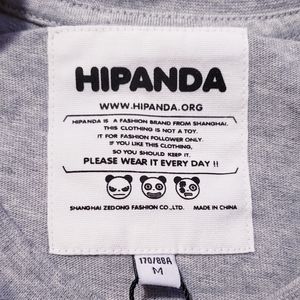 HIPANDA
WWW.HIPANDA.ORG
HIPANDA IS A FASHION BRAND FROM SHANGHAI.
THIS CLOTHING IS NOT A TOY.
IT FOR FASHION FOLLOWER ONLY.
IF YOU LIKE THIS CLOTHING,
SO YOU SHOULD KEEP IT.
PLEASE WEAR IT EVERY DAY !!
SHANGHAI ZEDONG FASHION CO.,LTD. MADE IN CHINA
170/88A
M